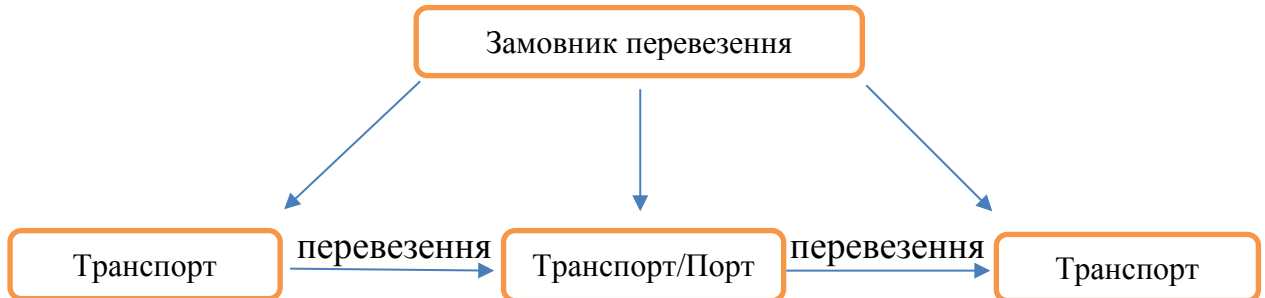 Замовник перевезення
Транспорт
перевезення
Транспорт/Порт
перевезення
Транспорт